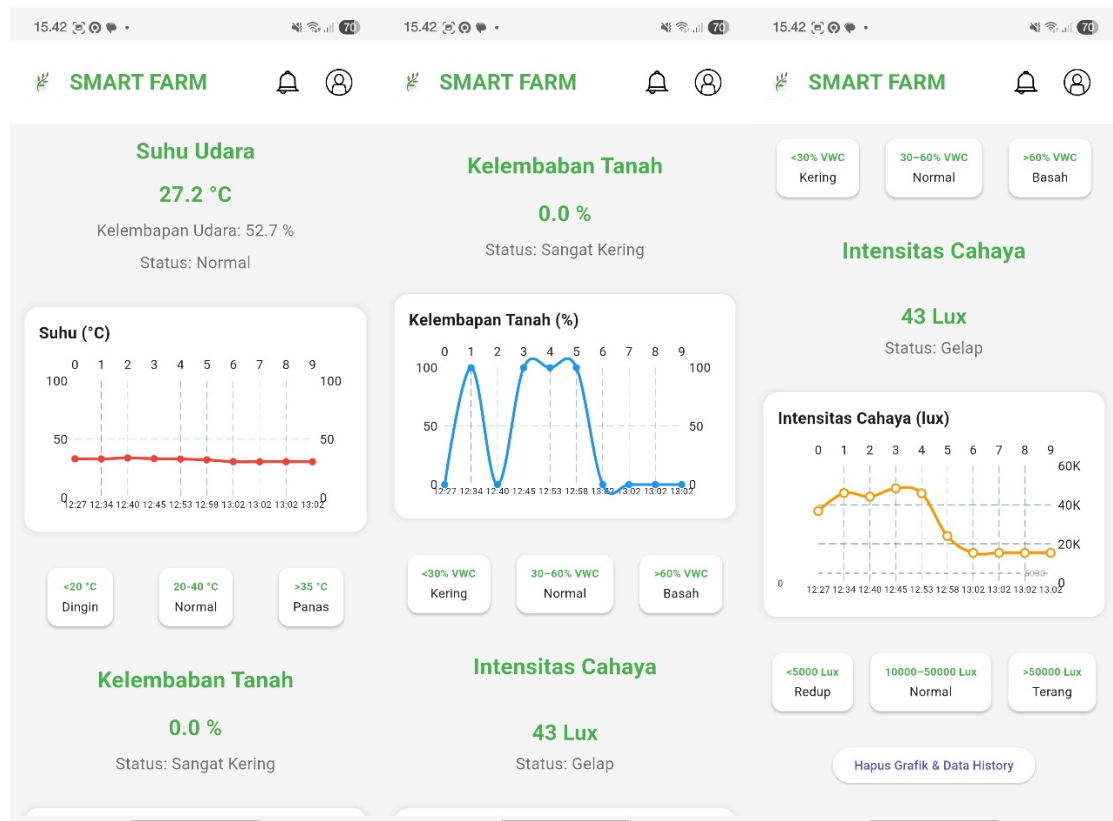 15.42 70
SMART FARM
Suhu Udara
27.2 °C
Kelembapan Udara: 52.7 %
Status: Normal
Suhu (°C)
0 1 2 3 4 5 6 7 8 9
100 100
50 50
0 0
12:27 12:34 12:40 12:45 12:53 12:58 13:02 13:02 13:02 13:02
<20 °C 20-40 °C >35 °C
Dingin Normal Panas
Kelembaban Tanah
0.0 %
Status: Sangat Kering
15.42 70
SMART FARM
Kelembaban Tanah
0.0 %
Status: Sangat Kering
Kelembapan Tanah (%)
0 1 2 3 4 5 6 7 8 9
100 100
50 50
0 0
12:27 12:34 12:40 12:45 12:53 12:58 13:02 13:02 13:02 13:02
<30% VWC 30–60% VWC >60% VWC
Kering Normal Basah
Intensitas Cahaya
43 Lux
Status: Gelap
15.42 70
SMART FARM
<30% VWC 30–60% VWC >60% VWC
Kering Normal Basah
Intensitas Cahaya
43 Lux
Status: Gelap
Intensitas Cahaya (lux)
0 1 2 3 4 5 6 7 8 9
60K
40K
20K
5000
0 0
12:27 12:34 12:40 12:45 12:53 12:58 13:02 13:02 13:02 13:02
<5000 Lux 10000–50000 Lux >50000 Lux
Redup Normal Terang
Hapus Grafik & Data History